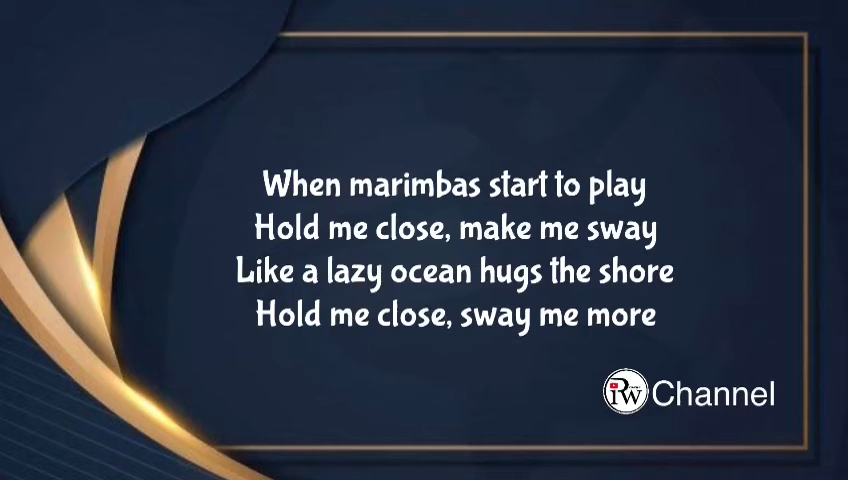 When marimbas start to play
Hold me close, make me sway
Like a lazy ocean hugs the shore
Hold me close, sway me more
PiW Channel